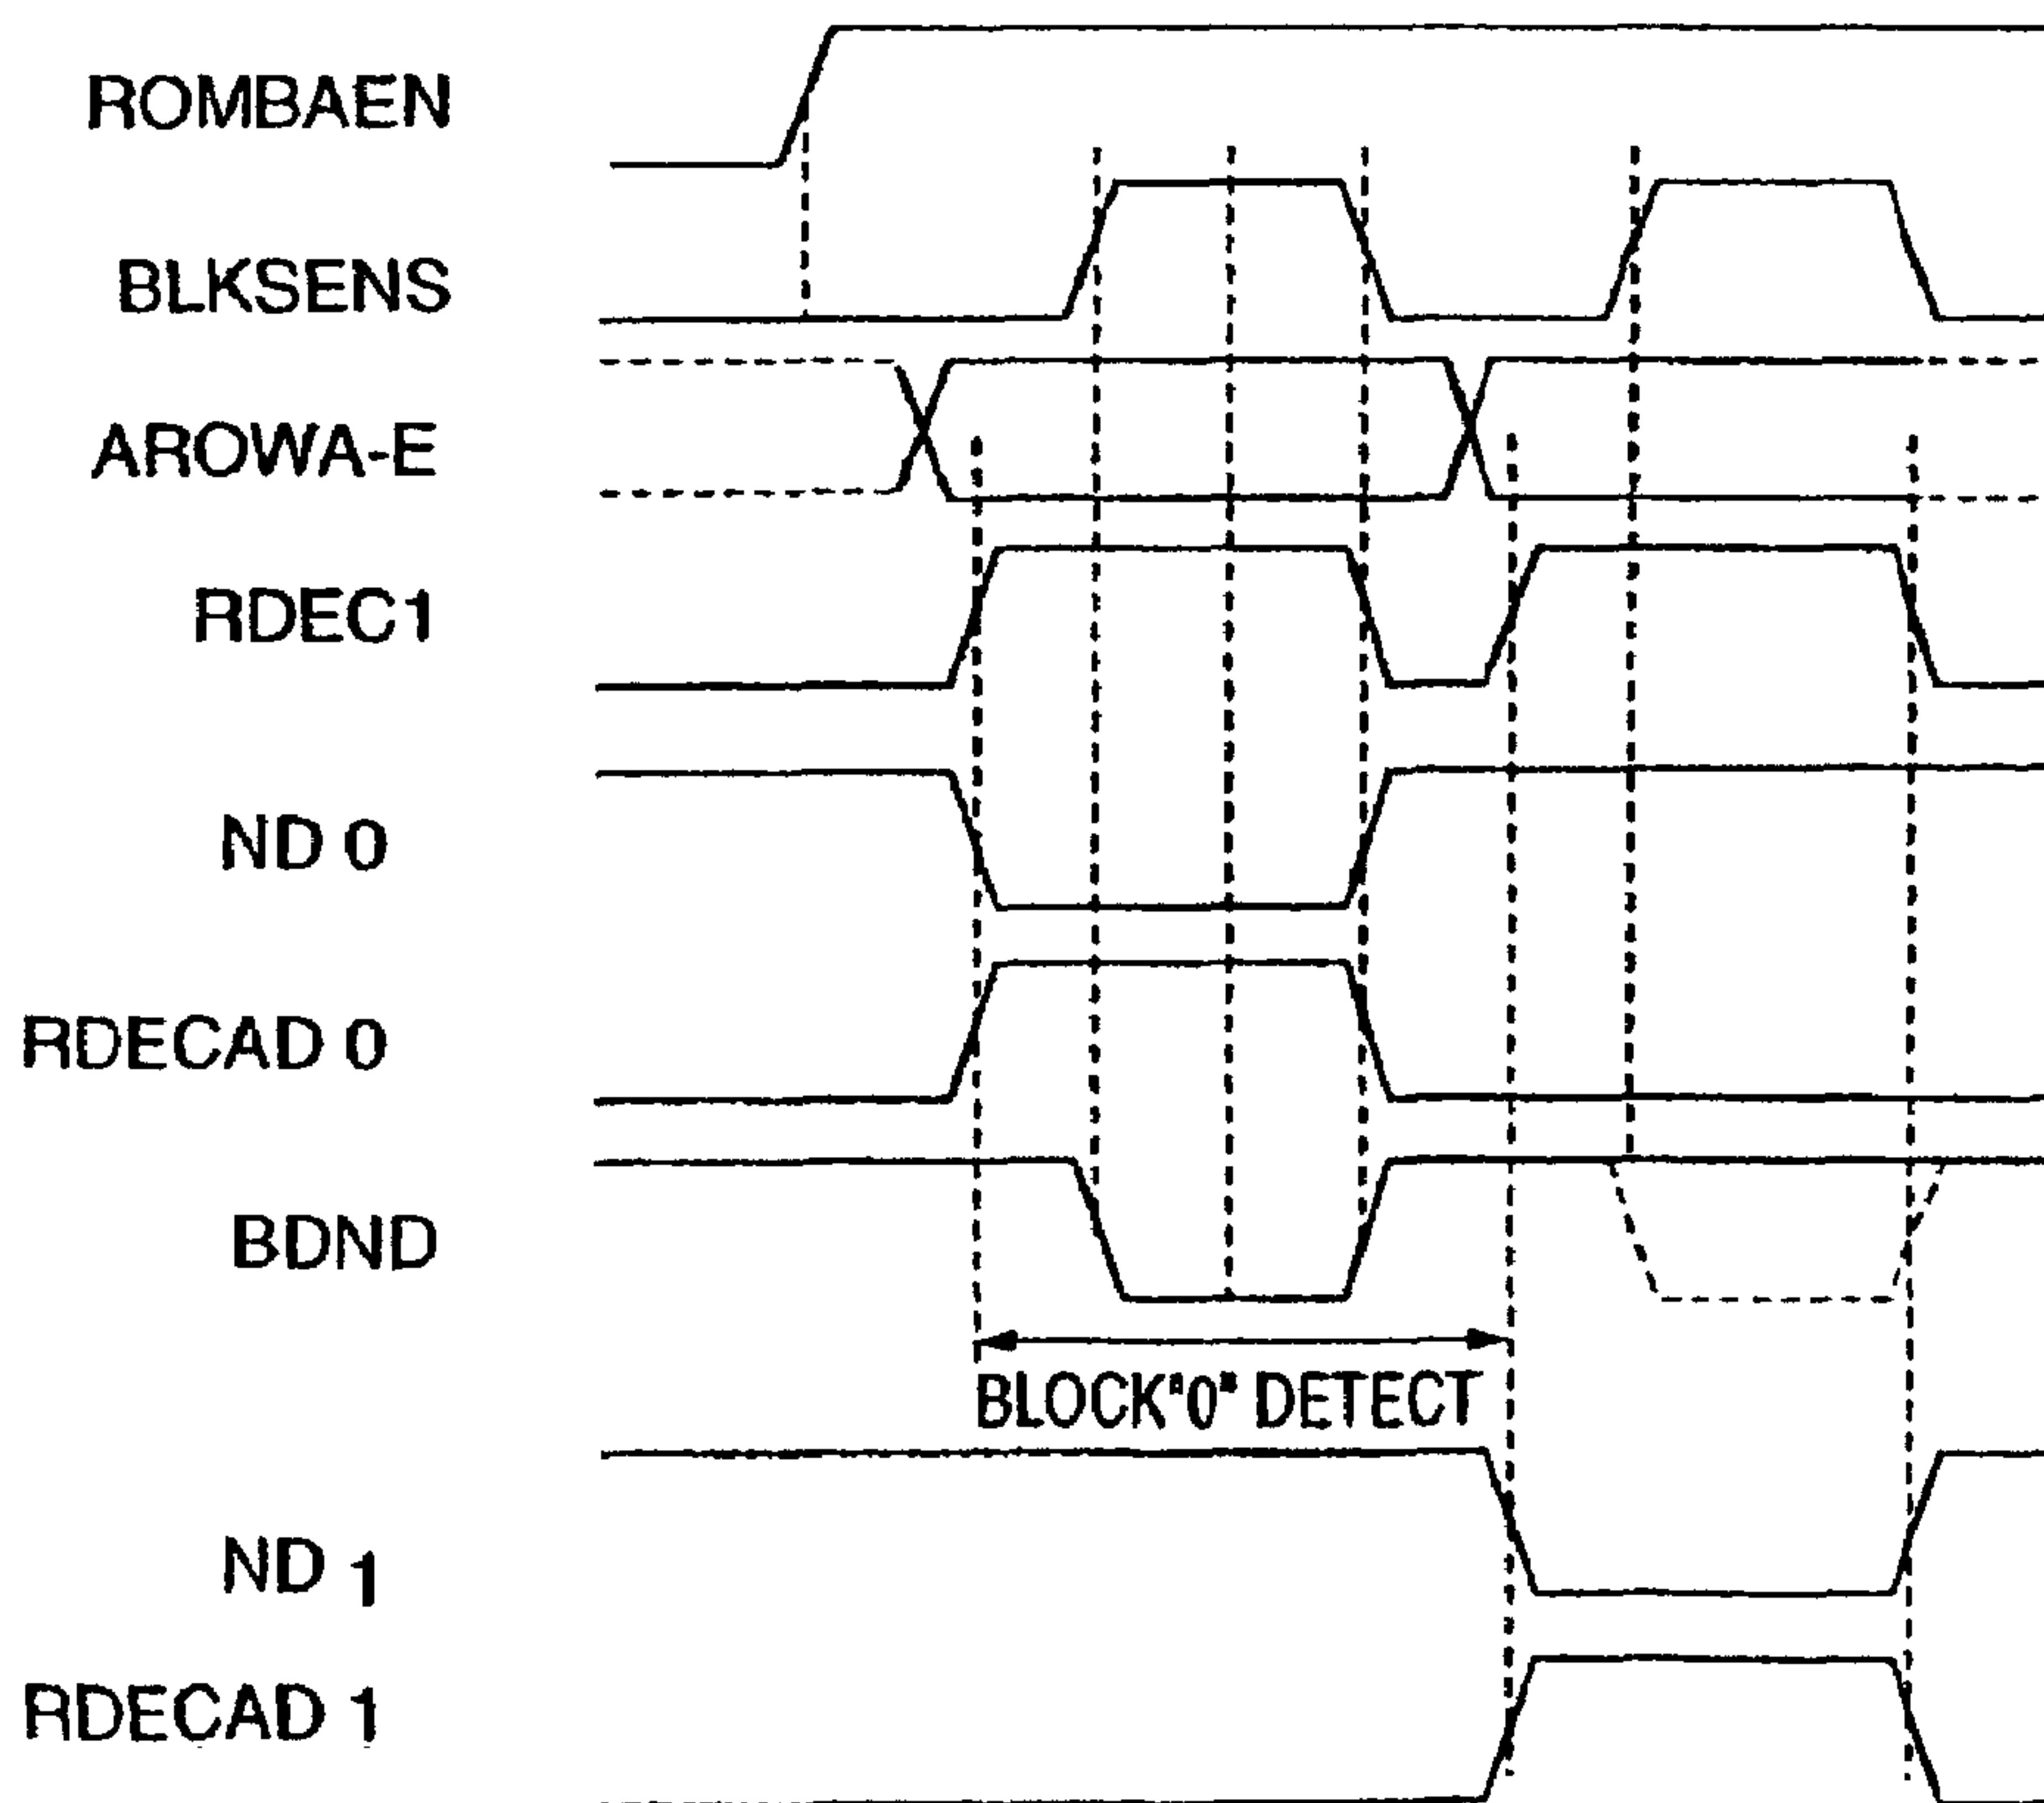 ROMBAEN
BLKSENS
AROWA-E
RDEC1
ND 0
RDECAD 0
BDND
BLOCK"0" DETECT
ND 1
RDECAD 1